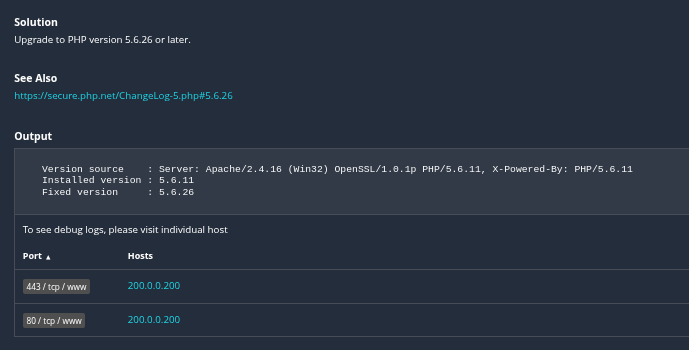 Solution
Upgrade to PHP version 5.6.26 or later.
See Also
https://secure.php.net/ChangeLog-5.php#5.6.26
Output
Version source    : Server: Apache/2.4.16 (Win32) OpenSSL/1.0.1p PHP/5.6.11, X-Powered-By: PHP/5.6.11
Installed version : 5.6.11
Fixed version     : 5.6.26
To see debug logs, please visit individual host
Port ▲ Hosts
443 / tcp / www 200.0.0.200
80 / tcp / www 200.0.0.200